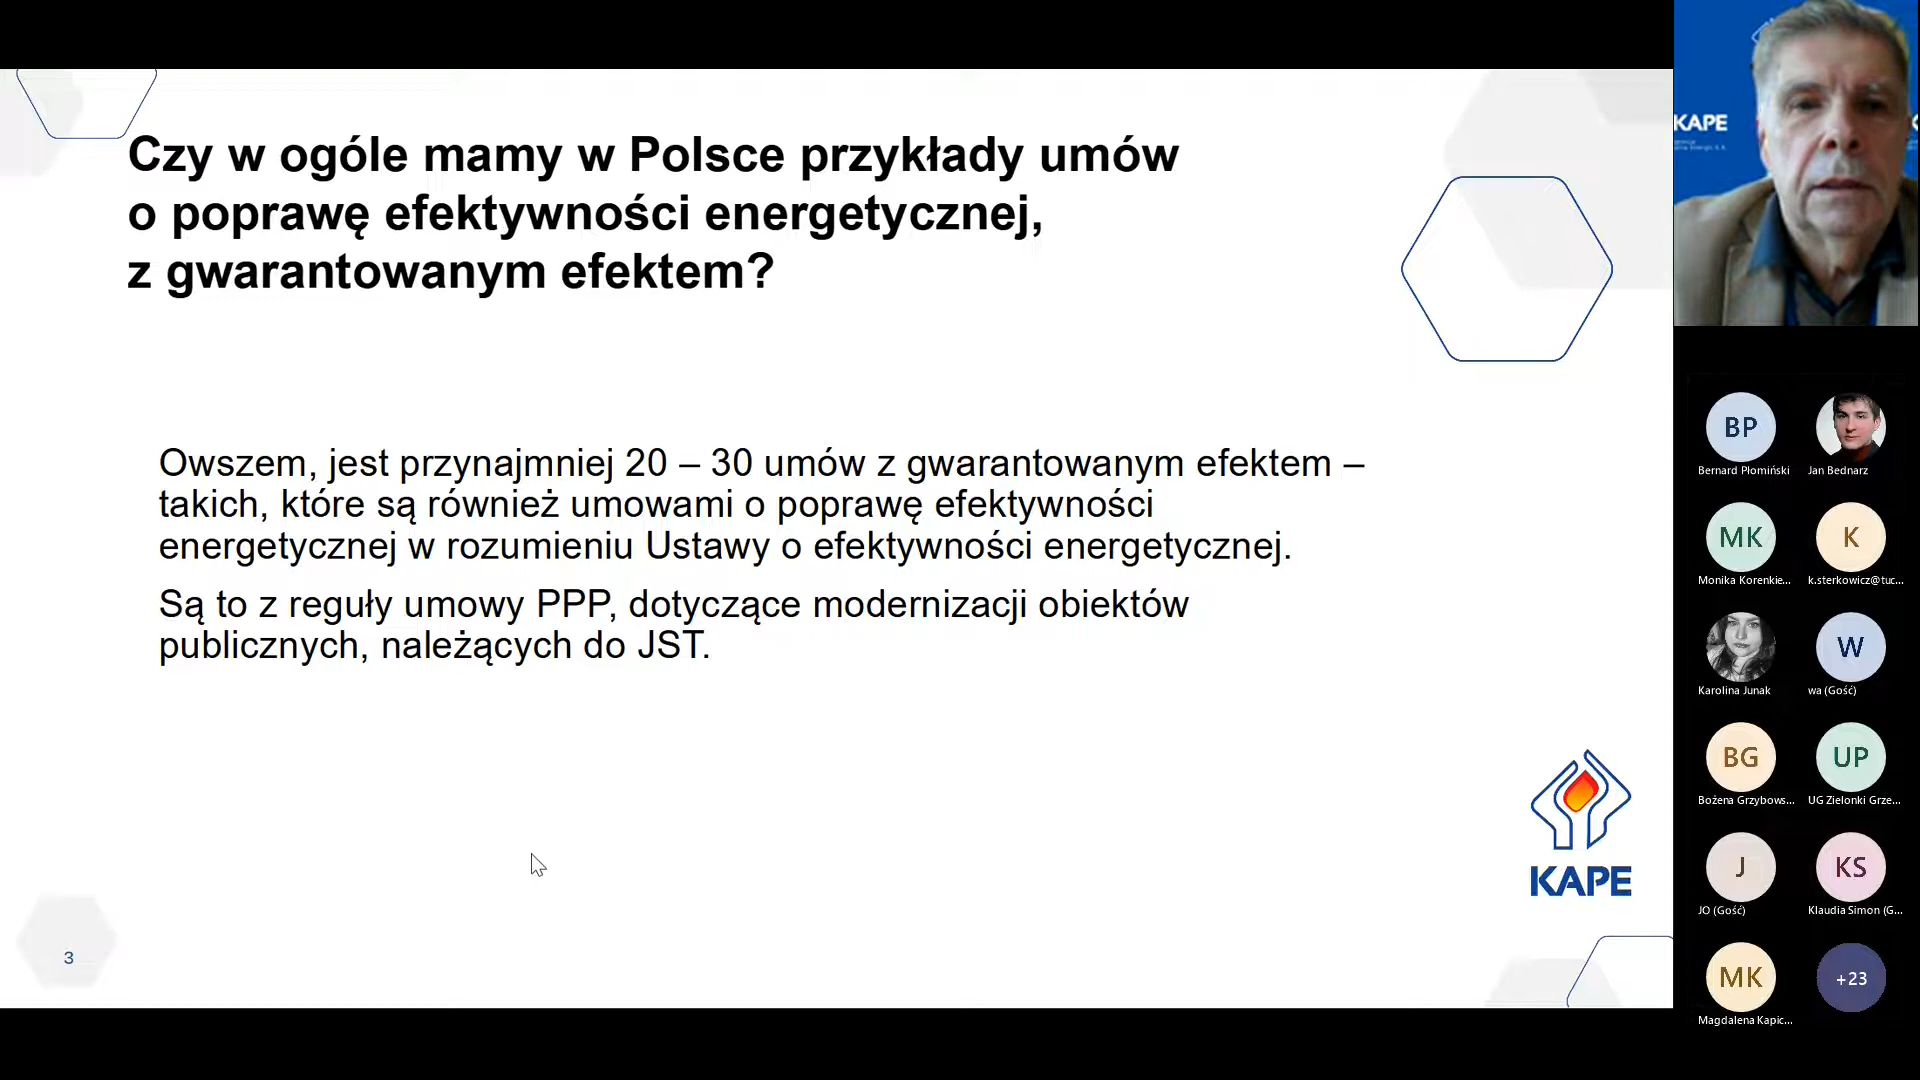 Czy w ogóle mamy w Polsce przykłady umów
o poprawę efektywności energetycznej,
z gwarantowanym efektem?
Owszem, jest przynajmniej 20 – 30 umów z gwarantowanym efektem –
takich, które są również umowami o poprawę efektywności
energetycznej w rozumieniu Ustawy o efektywności energetycznej.
Są to z reguły umowy PPP, dotyczące modernizacji obiektów
publicznych, należących do JST.
KAPE
3
KAPE
BP
Bernard Płomiński
Jan Bednarz
MK
Monika Korenkie...
K
k.sterkowicz@tuc...
Karolina Junak
W
wa (Gość)
BG
Bożena Grzybows...
UP
UG Zielonki Grze...
J
JO (Gość)
KS
Klaudia Simon (G...
MK
Magdalena Kapic...
+23